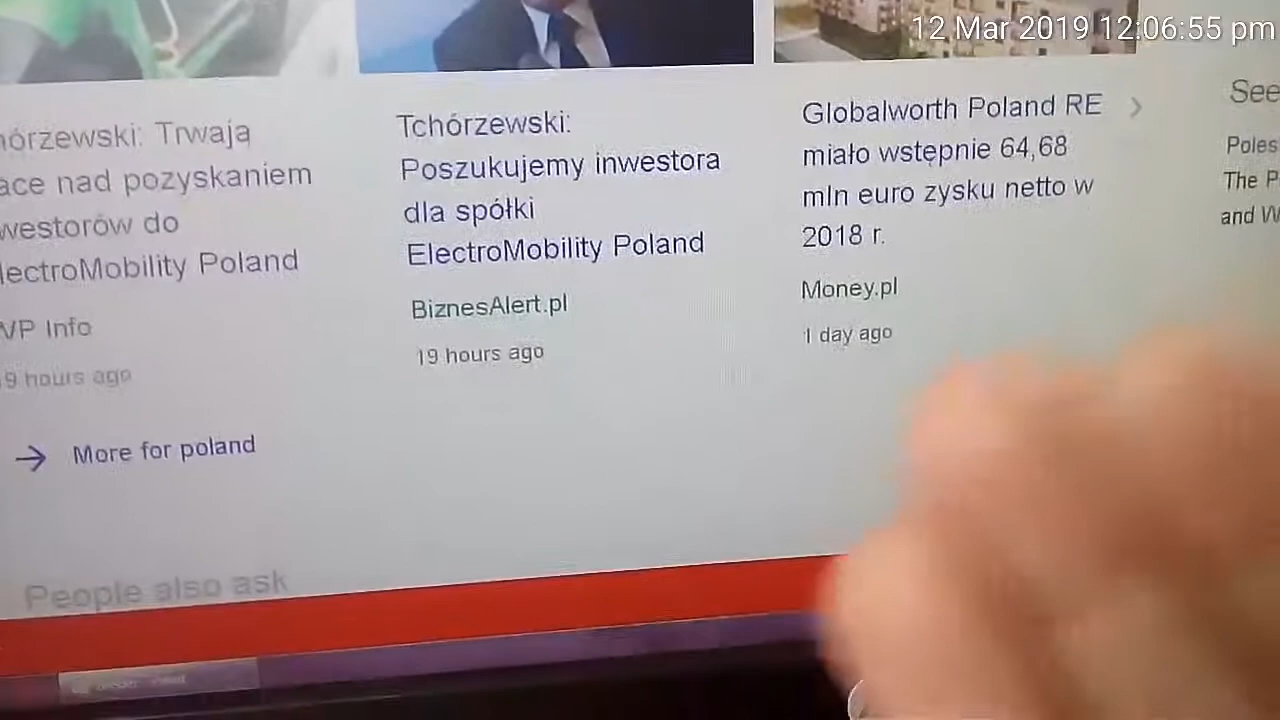 12 Mar 2019 12:06:55 pm
hórzewski: Trwają
ace nad pozyskaniem
westorów do
lectroMobility Poland
VP Info
9 hours ago
Tchórzewski:
Poszukujemy inwestora
dla spółki
ElectroMobility Poland
BiznesAlert.pl
19 hours ago
Globalworth Poland RE
miało wstępnie 64,68
mln euro zysku netto w
2018 r.
Money.pl
1 day ago
See
Poles
The P
and W
More for poland
People also ask